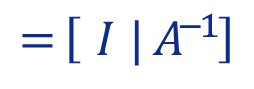 = [ I | A⁻¹]